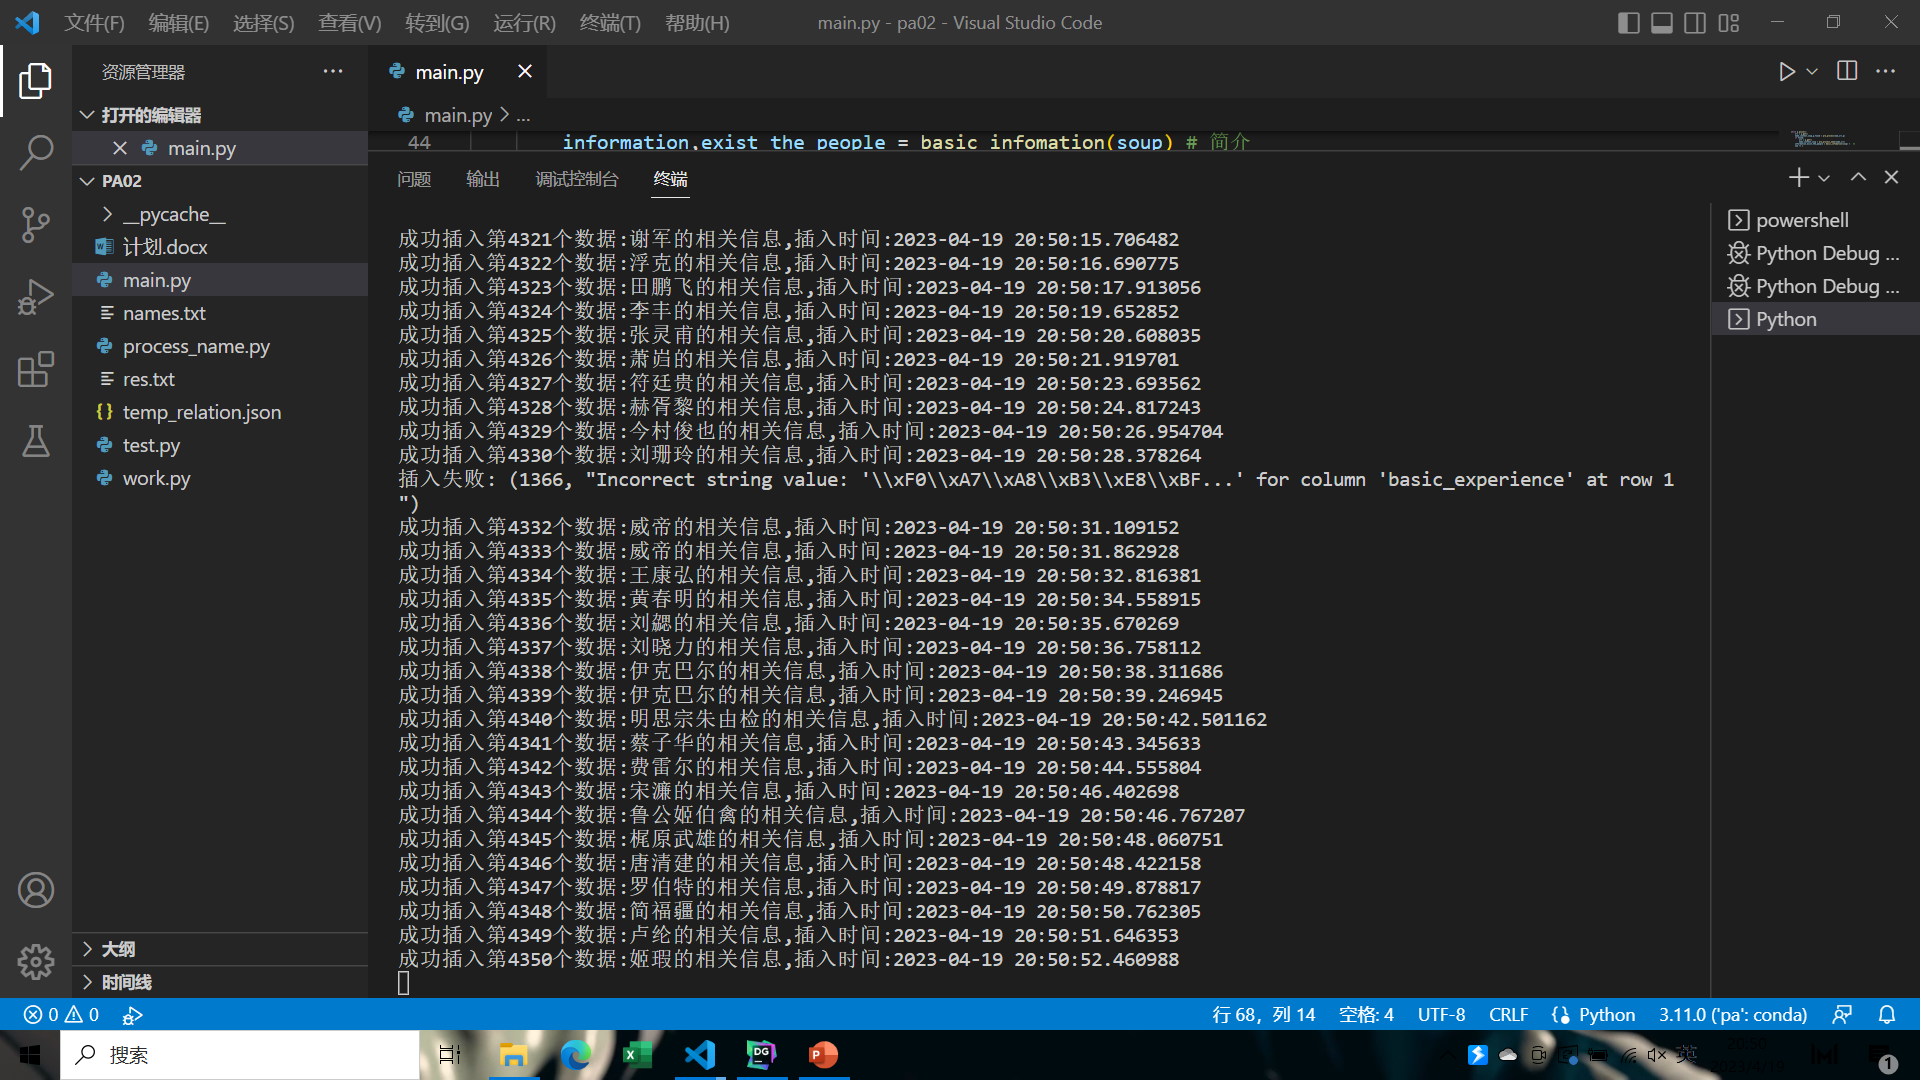 文件(F) 编辑(E) 选择(S) 查看(V) 转到(G) 运行(R) 终端(T) 帮助(H) main.py - pa02 - Visual Studio Code
资源管理器
main.py
打开的编辑器
main.py
main.py > ...
44 information,exist_the_people = basic_infomation(soup) # 简介
PA02
__pycache__
计划.docx
main.py
names.txt
process_name.py
res.txt
temp_relation.json
test.py
work.py
大纲
时间线
问题 输出 调试控制台 终端
powershell
Python Debug ...
Python Debug ...
Python
成功插入第4321个数据:谢军的相关信息,插入时间:2023-04-19 20:50:15.706482
成功插入第4322个数据:浮克的相关信息,插入时间:2023-04-19 20:50:16.690775
成功插入第4323个数据:田鹏飞的相关信息,插入时间:2023-04-19 20:50:17.913056
成功插入第4324个数据:李丰的相关信息,插入时间:2023-04-19 20:50:19.652852
成功插入第4325个数据:张灵甫的相关信息,插入时间:2023-04-19 20:50:20.608035
成功插入第4326个数据:萧岿的相关信息,插入时间:2023-04-19 20:50:21.919701
成功插入第4327个数据:符廷贵的相关信息,插入时间:2023-04-19 20:50:23.693562
成功插入第4328个数据:赫胥黎的相关信息,插入时间:2023-04-19 20:50:24.817243
成功插入第4329个数据:今村俊也的相关信息,插入时间:2023-04-19 20:50:26.954704
成功插入第4330个数据:刘珊玲的相关信息,插入时间:2023-04-19 20:50:28.378264
插入失败: (1366, "Incorrect string value: '\\xF0\\xA7\\xA8\\xB3\\xE8\\xBF...' for column 'basic_experience' at row 1
")
成功插入第4332个数据:威帝的相关信息,插入时间:2023-04-19 20:50:31.109152
成功插入第4333个数据:威帝的相关信息,插入时间:2023-04-19 20:50:31.862928
成功插入第4334个数据:王康弘的相关信息,插入时间:2023-04-19 20:50:32.816381
成功插入第4335个数据:黄春明的相关信息,插入时间:2023-04-19 20:50:34.558915
成功插入第4336个数据:刘勰的相关信息,插入时间:2023-04-19 20:50:35.670269
成功插入第4337个数据:刘晓力的相关信息,插入时间:2023-04-19 20:50:36.758112
成功插入第4338个数据:伊克巴尔的相关信息,插入时间:2023-04-19 20:50:38.311686
成功插入第4339个数据:伊克巴尔的相关信息,插入时间:2023-04-19 20:50:39.246945
成功插入第4340个数据:明思宗朱由检的相关信息,插入时间:2023-04-19 20:50:42.501162
成功插入第4341个数据:蔡子华的相关信息,插入时间:2023-04-19 20:50:43.345633
成功插入第4342个数据:费雷尔的相关信息,插入时间:2023-04-19 20:50:44.555804
成功插入第4343个数据:宋濂的相关信息,插入时间:2023-04-19 20:50:46.402698
成功插入第4344个数据:鲁公姬伯禽的相关信息,插入时间:2023-04-19 20:50:46.767207
成功插入第4345个数据:梶原武雄的相关信息,插入时间:2023-04-19 20:50:48.060751
成功插入第4346个数据:唐清建的相关信息,插入时间:2023-04-19 20:50:48.422158
成功插入第4347个数据:罗伯特的相关信息,插入时间:2023-04-19 20:50:49.878817
成功插入第4348个数据:简福疆的相关信息,插入时间:2023-04-19 20:50:50.762305
成功插入第4349个数据:卢纶的相关信息,插入时间:2023-04-19 20:50:51.646353
成功插入第4350个数据:姬瑕的相关信息,插入时间:2023-04-19 20:50:52.460988
0 0 行 68，列 14 空格: 4 UTF-8 CRLF Python 3.11.0 ('pa': conda)
搜索
英
20:50
2023/4/19
1